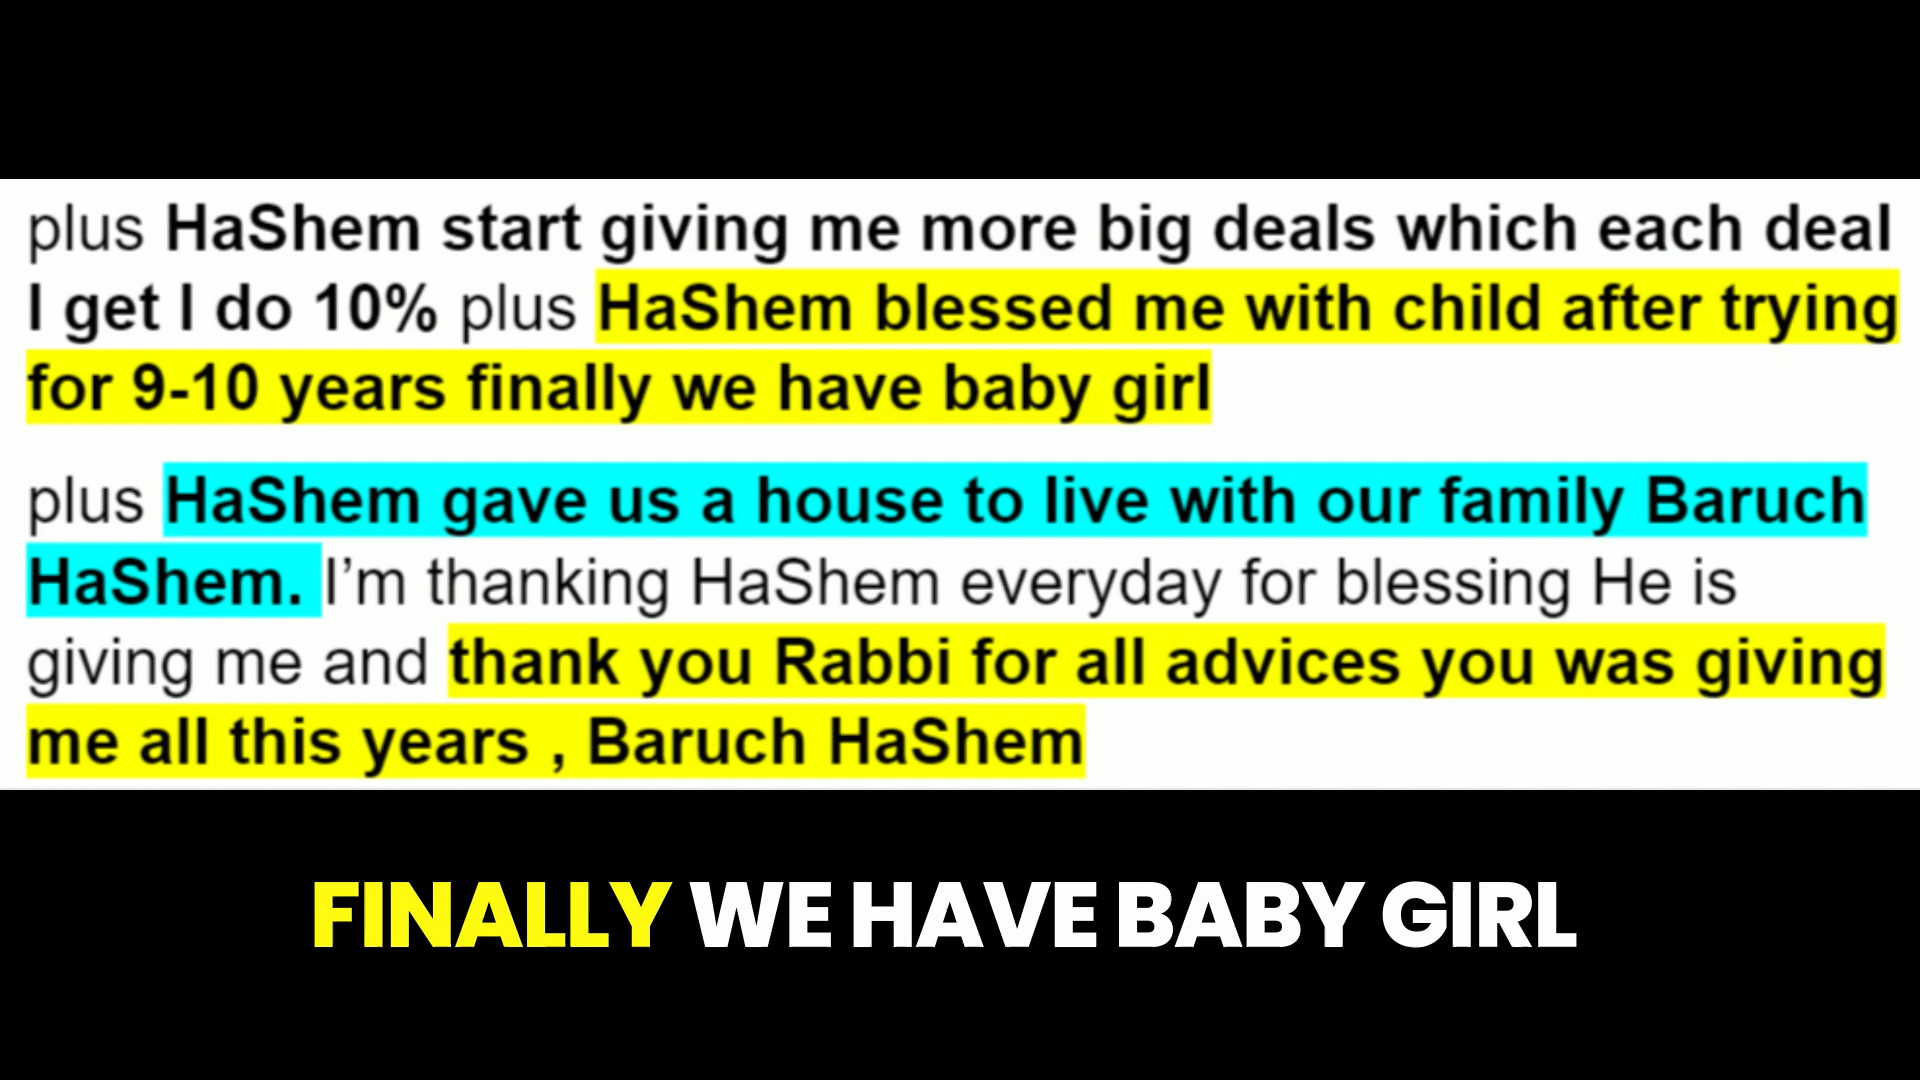 plus HaShem start giving me more big deals which each deal
I get I do 10% plus HaShem blessed me with child after trying
for 9-10 years finally we have baby girl
plus HaShem gave us a house to live with our family Baruch
HaShem. I’m thanking HaShem everyday for blessing He is
giving me and thank you Rabbi for all advices you was giving
me all this years , Baruch HaShem
FINALLY WE HAVE BABY GIRL